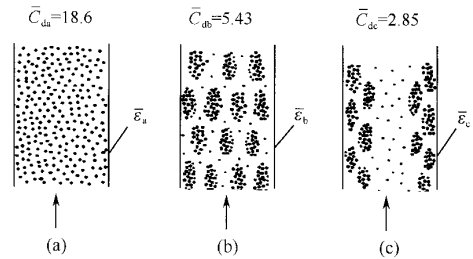 C̄da=18.6
C̄db=5.43
C̄dc=2.85
ε̄a
ε̄b
ε̄c
(a)
(b)
(c)